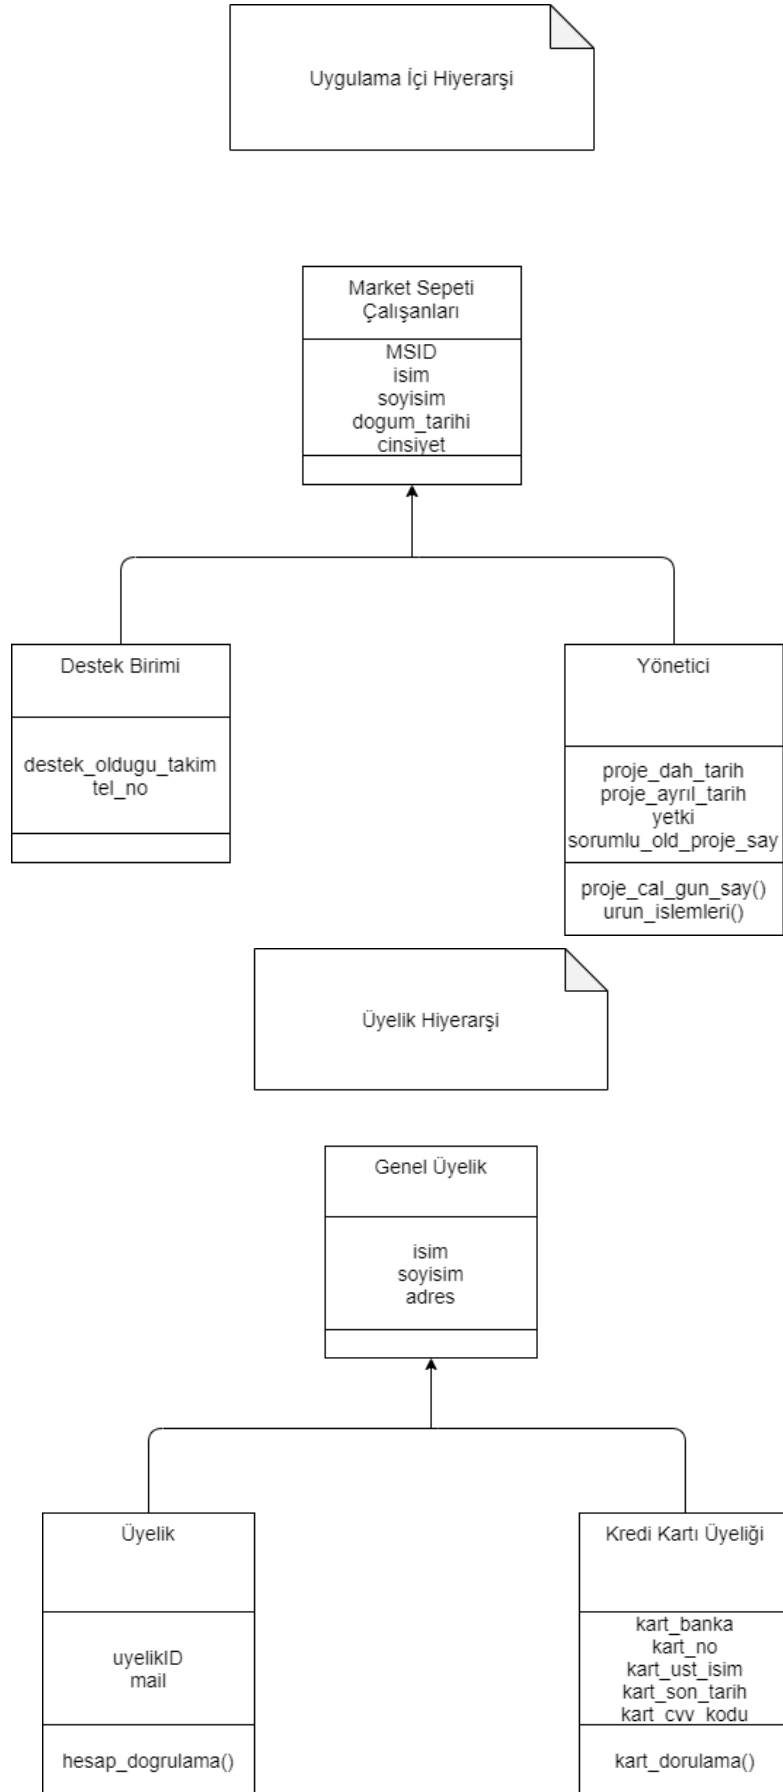 Uygulama İçi Hiyerarşi
Market Sepeti
Çalışanları
MSID
isim
soyisim
dogum_tarihi
cinsiyet
Destek Birimi
destek_oldugu_takim
tel_no
Yönetici
proje_dah_tarih
proje_ayrıl_tarih
yetki
sorumlu_old_proje_say
proje_cal_gun_say()
urun_islemleri()
Üyelik Hiyerarşi
Genel Üyelik
isim
soyisim
adres
Üyelik
uyelikID
mail
hesap_dogrulama()
Kredi Kartı Üyeliği
kart_banka
kart_no
kart_ust_isim
kart_son_tarih
kart_cvv_kodu
kart_dorulama()